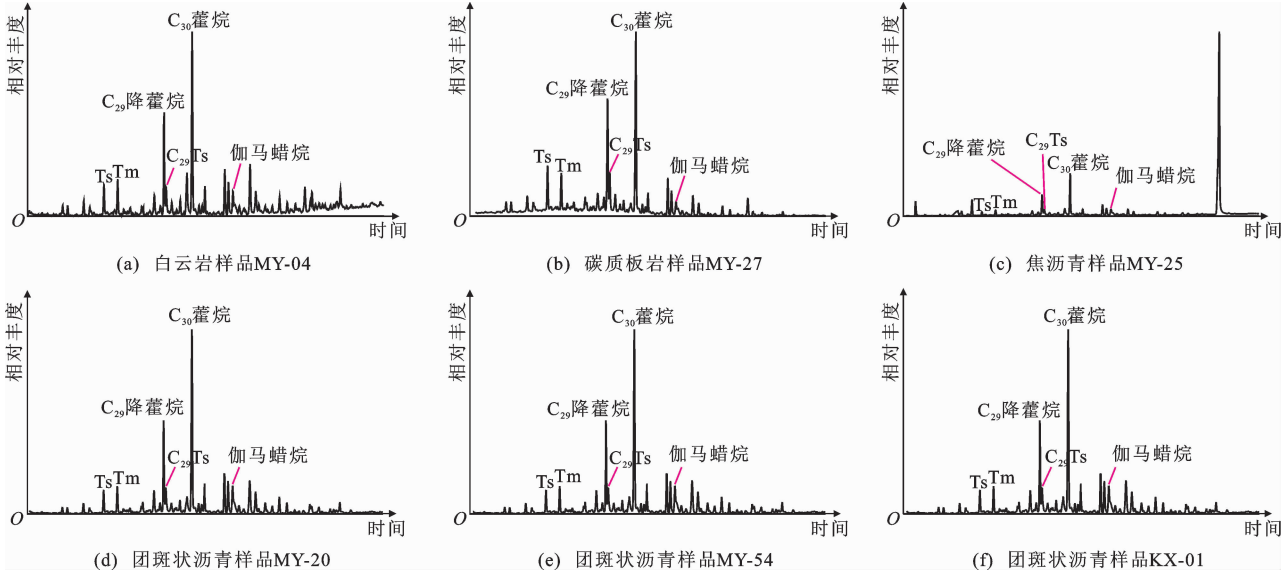 相对丰度
C₃₀藿烷
C₂₉降藿烷
C₂₉Ts
伽马蜡烷
Ts
Tm
O
时间
(a) 白云岩样品MY-04
相对丰度
C₃₀藿烷
C₂₉降藿烷
C₂₉Ts
Ts
Tm
伽马蜡烷
O
时间
(b) 碳质板岩样品MY-27
相对丰度
C₂₉Ts
C₂₉降藿烷
C₃₀藿烷
伽马蜡烷
Ts
Tm
O
时间
(c) 焦沥青样品MY-25
相对丰度
C₃₀藿烷
C₂₉降藿烷
C₂₉Ts
伽马蜡烷
Ts
Tm
O
时间
(d) 团斑状沥青样品MY-20
相对丰度
C₃₀藿烷
C₂₉降藿烷
C₂₉Ts
伽马蜡烷
Ts
Tm
O
时间
(e) 团斑状沥青样品MY-54
相对丰度
C₃₀藿烷
C₂₉降藿烷
C₂₉Ts
伽马蜡烷
Ts
Tm
O
时间
(f) 团斑状沥青样品KX-01